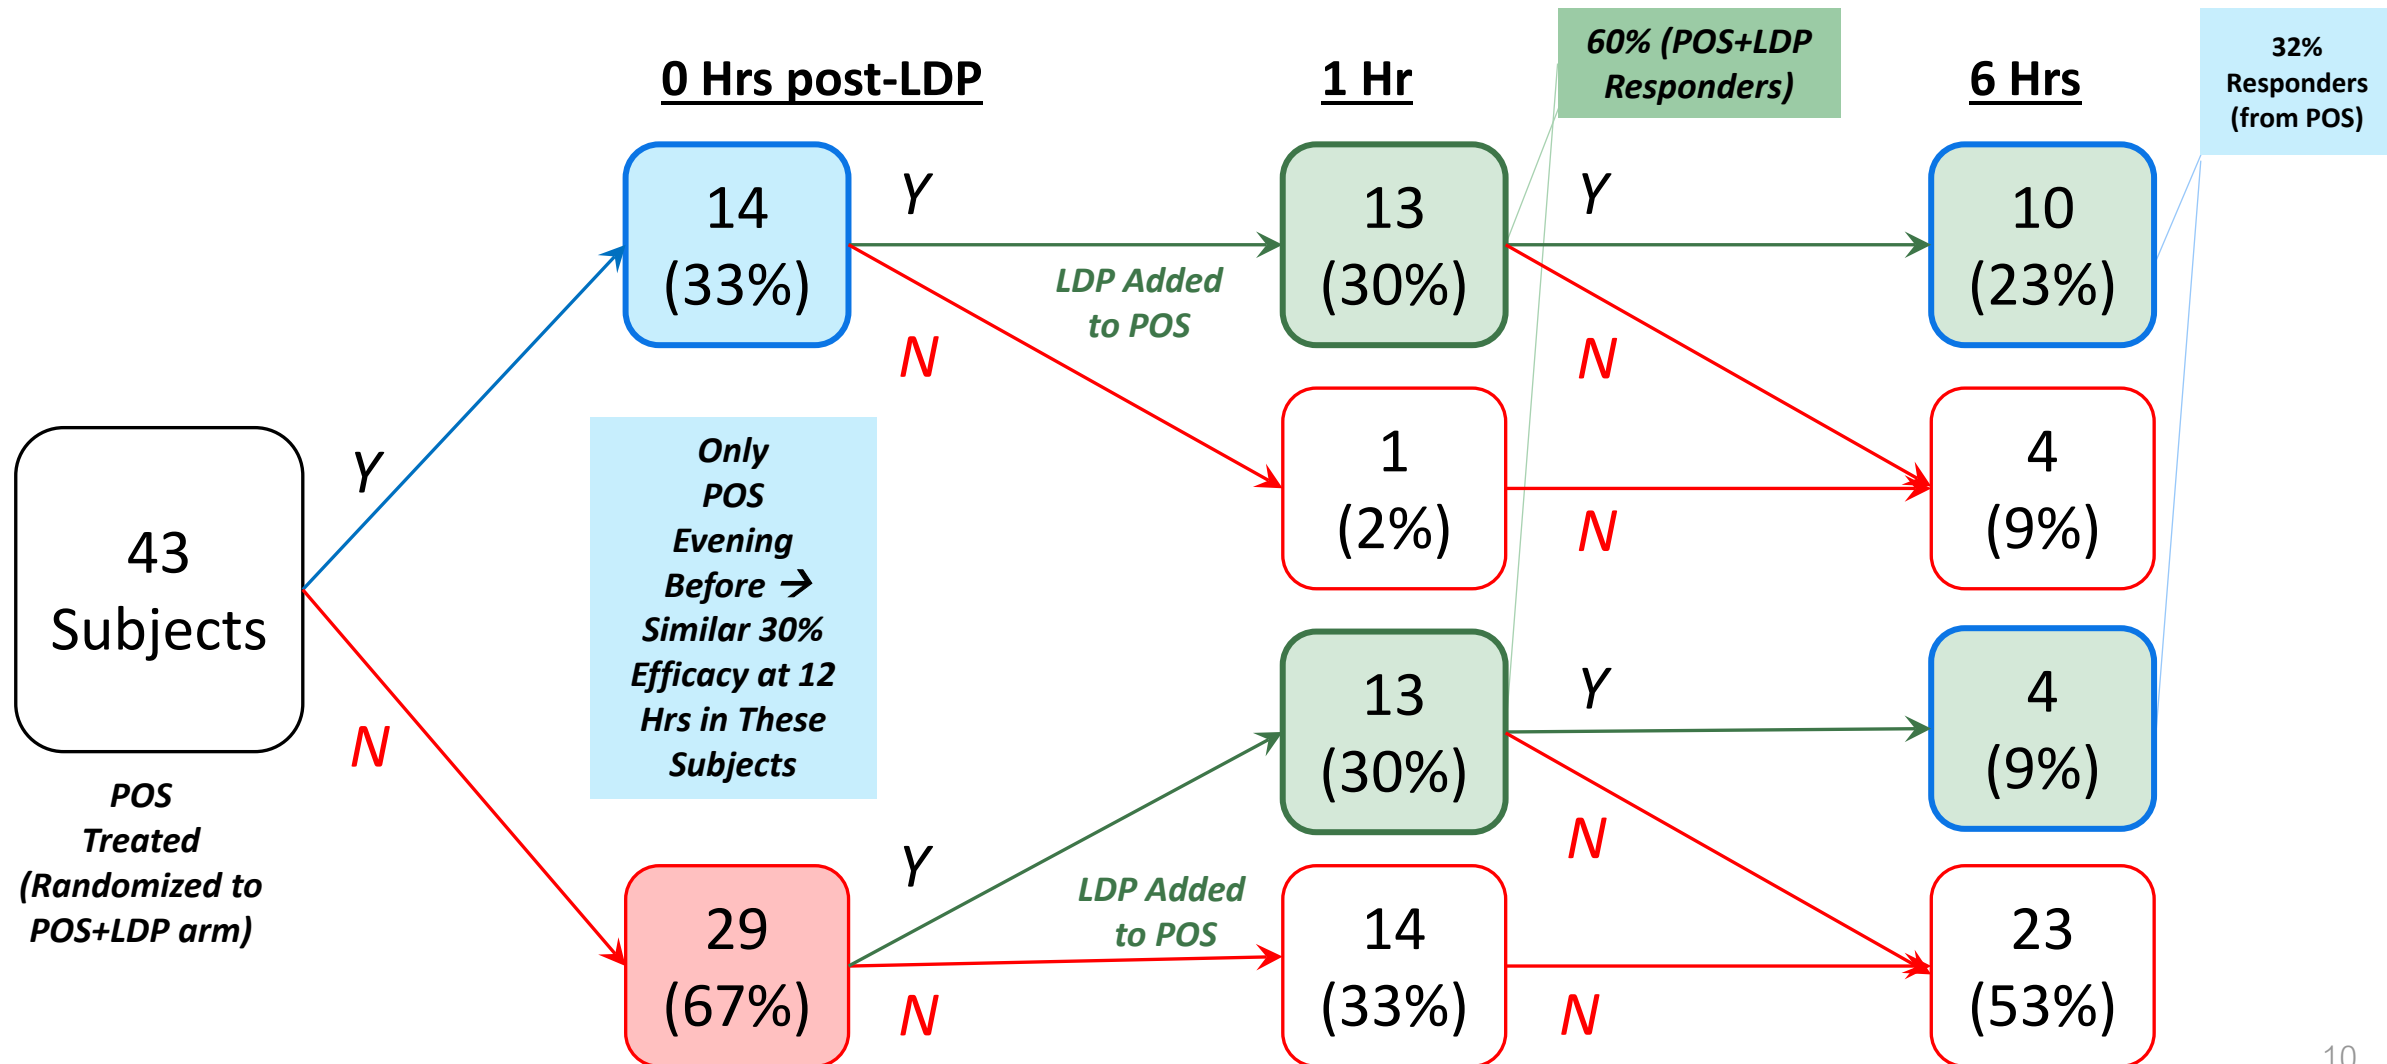 0 Hrs post-LDP
1 Hr
60% (POS+LDP
Responders)
6 Hrs
32%
Responders
(from POS)
43
Subjects
POS
Treated
(Randomized to
POS+LDP arm)
Y
N
14
(33%)
Only
POS
Evening
Before →
Similar 30%
Efficacy at 12
Hrs in These
Subjects
29
(67%)
Y
N
LDP Added
to POS
Y
N
LDP Added
to POS
13
(30%)
1
(2%)
13
(30%)
14
(33%)
Y
N
N
Y
N
N
10
(23%)
4
(9%)
4
(9%)
23
(53%)
10